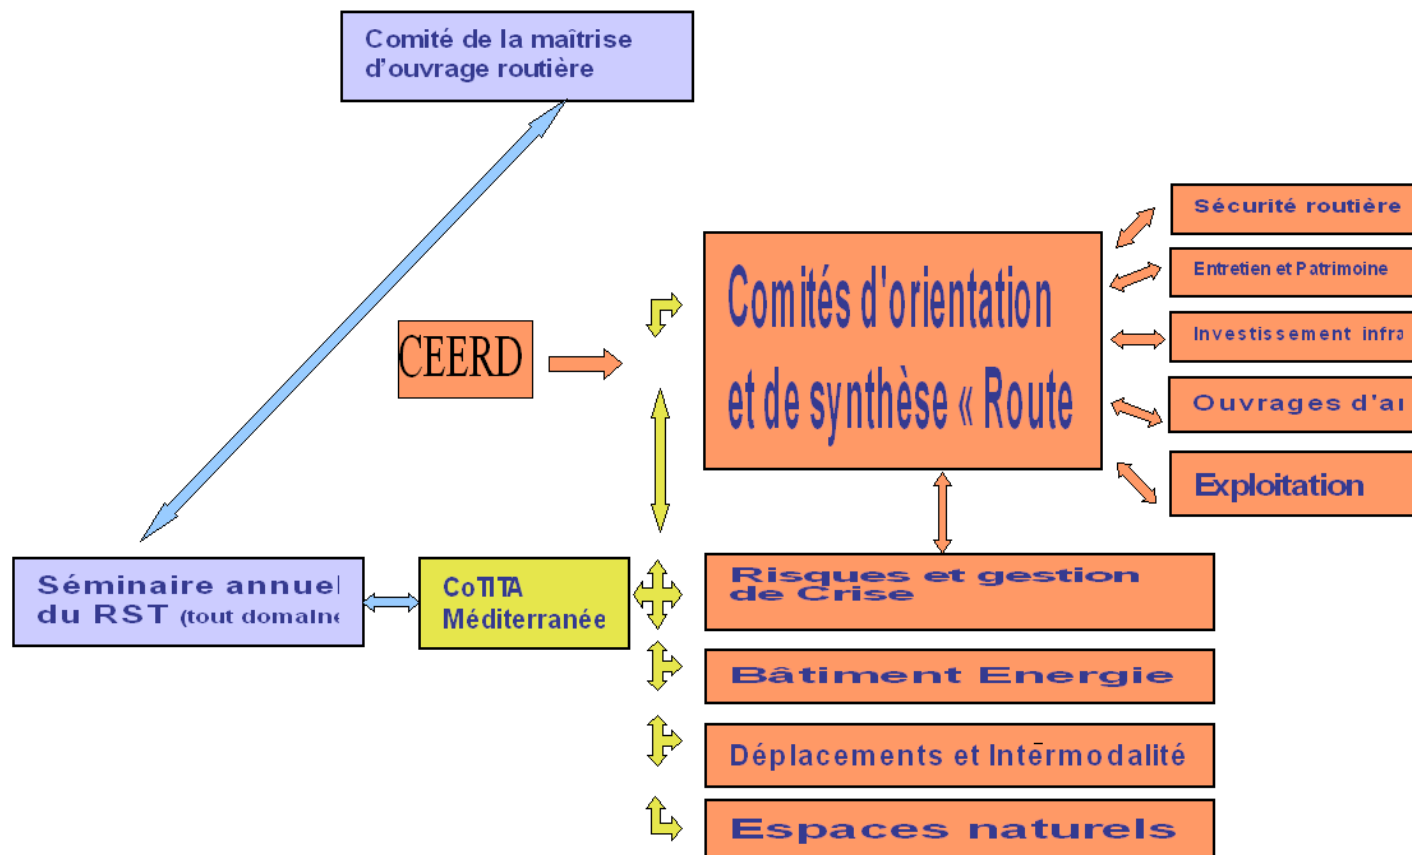 Comité de la maîtrise
d'ouvrage routière
Sécurité routière
Entretien et Patrimoine
Investissement infra
Ouvrages d'ar
Exploitation
Comités d'orientation
et de synthèse « Route
CEERD
Séminaire annuel
du RST (tout domaine
CoTITA
Méditerranée
Risques et gestion
de Crise
Bâtiment Energie
Déplacements et Intermodalité
Espaces naturels